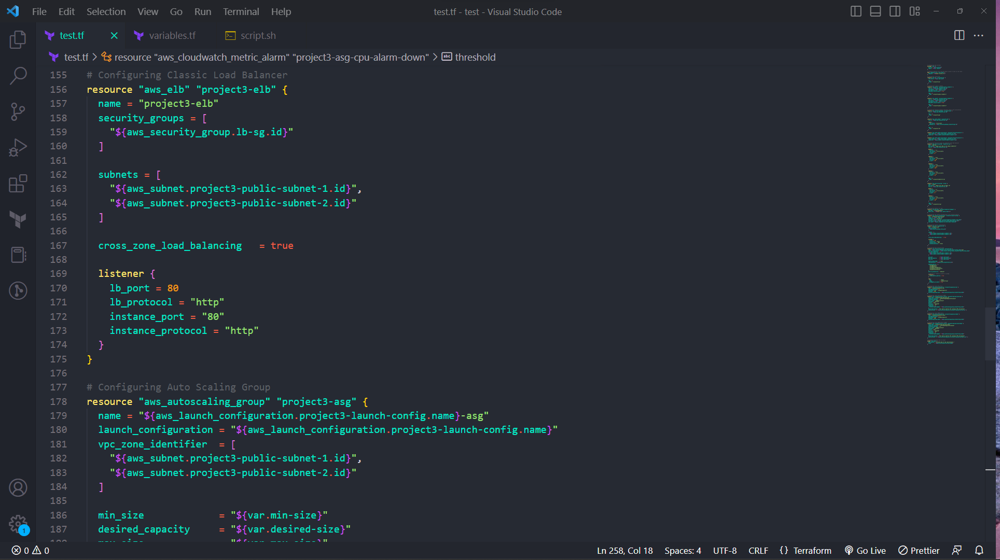 File Edit Selection View Go Run Terminal Help test.tf - test - Visual Studio Code
test.tf variables.tf script.sh
test.tf > resource "aws_cloudwatch_metric_alarm" "project3-asg-cpu-alarm-down" > abc threshold
155 # Configuring Classic Load Balancer
156 resource "aws_elb" "project3-elb" {
157 name = "project3-elb"
158 security_groups = [
159 "${aws_security_group.lb-sg.id}"
160 ]
161
162 subnets = [
163 "${aws_subnet.project3-public-subnet-1.id}",
164 "${aws_subnet.project3-public-subnet-2.id}"
165 ]
166
167 cross_zone_load_balancing = true
168
169 listener {
170 lb_port = 80
171 lb_protocol = "http"
172 instance_port = "80"
173 instance_protocol = "http"
174 }
175 }
176
177 # Configuring Auto Scaling Group
178 resource "aws_autoscaling_group" "project3-asg" {
179 name = "${aws_launch_configuration.project3-launch-config.name}-asg"
180 launch_configuration = "${aws_launch_configuration.project3-launch-config.name}"
181 vpc_zone_identifier = [
182 "${aws_subnet.project3-public-subnet-1.id}",
183 "${aws_subnet.project3-public-subnet-2.id}"
184 ]
185
186 min_size = "${var.min-size}"
187 desired_capacity = "${var.desired-size}"
188 max_size = "${var.max-size}"
1
0 0 Ln 258, Col 18 Spaces: 4 UTF-8 CRLF {} Terraform Go Live Prettier